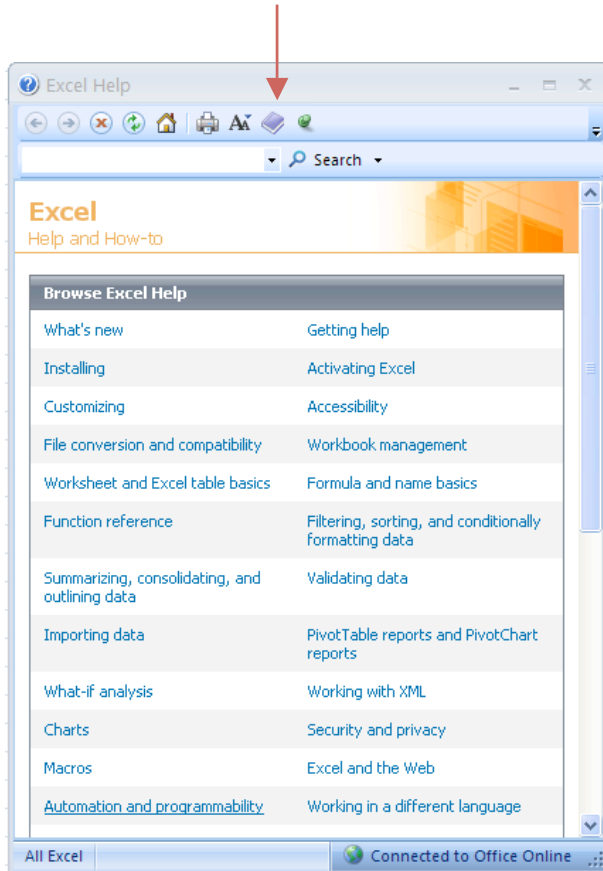 Excel Help
Search
Excel
Help and How-to
Browse Excel Help
What's new
Getting help
Installing
Activating Excel
Customizing
Accessibility
File conversion and compatibility
Workbook management
Worksheet and Excel table basics
Formula and name basics
Function reference
Filtering, sorting, and conditionally
formatting data
Summarizing, consolidating, and
outlining data
Validating data
Importing data
PivotTable reports and PivotChart
reports
What-if analysis
Working with XML
Charts
Security and privacy
Macros
Excel and the Web
Automation and programmability
Working in a different language
All Excel
Connected to Office Online